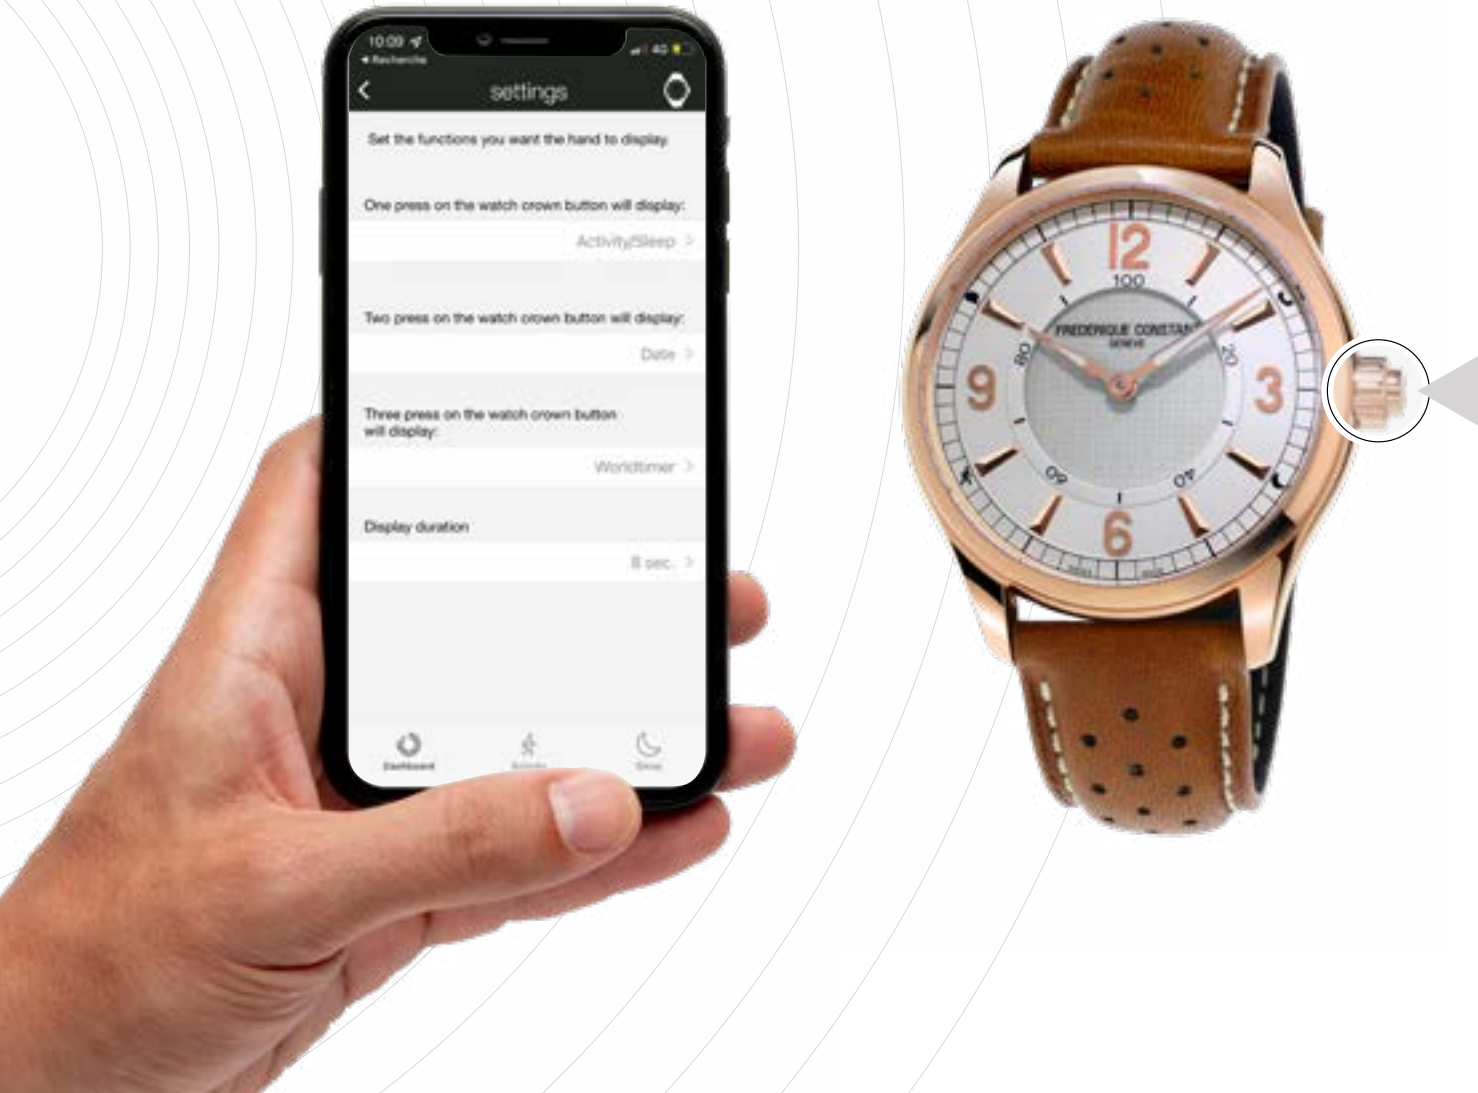 10:09
4G
◀ Recherche
settings
Set the functions you want the hand to display.
One press on the watch crown button will display:
Activity/Sleep >
Two press on the watch crown button will display:
Date >
Three press on the watch crown button
will display:
Worldtimer >
Display duration
8 sec. >
Dashboard
Activity
Sleep
12
100
FREDERIQUE CONSTANT
GENEVE
80
20
9
3
60
40
6